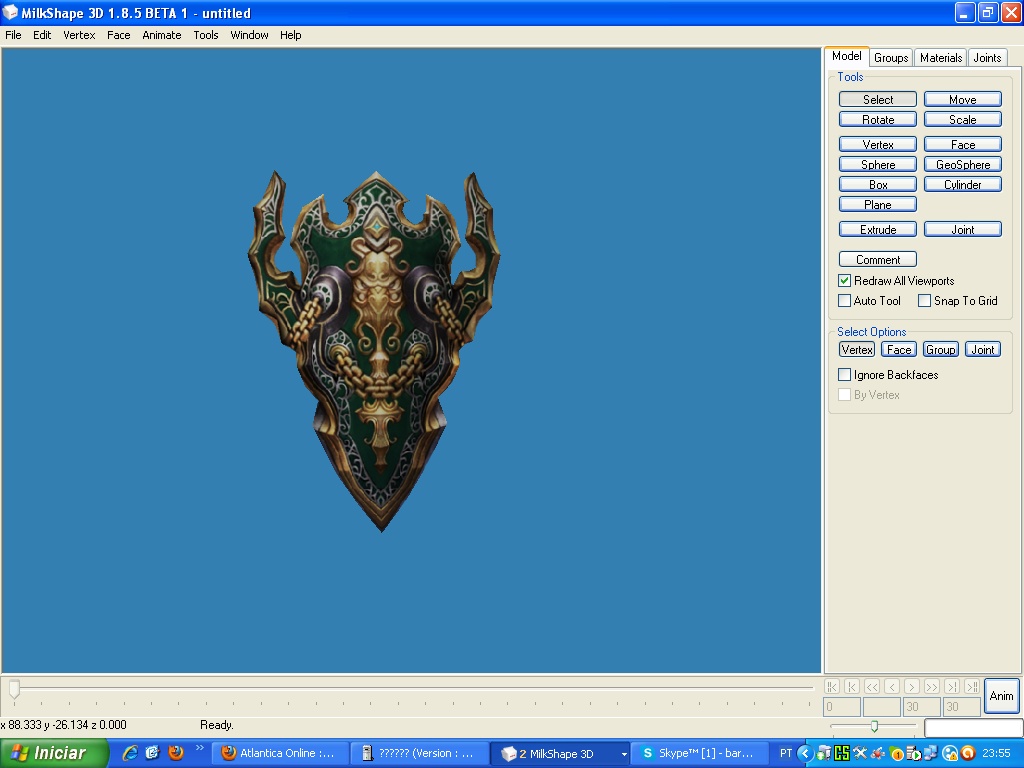 MilkShape 3D 1.8.5 BETA 1 - untitled
File Edit Vertex Face Animate Tools Window Help
Model Groups Materials Joints
Tools
Select Move
Rotate Scale
Vertex Face
Sphere GeoSphere
Box Cylinder
Plane
Extrude Joint
Comment
Redraw All Viewports
Auto Tool Snap To Grid
Select Options
Vertex Face Group Joint
Ignore Backfaces
By Vertex
0 30 30
Anim
x 88.333 y -26.134 z 0.000 Ready.
Iniciar Atlantica Online :... ?????? (Version : ... 2 MilkShape 3D Skype™ [1] - bar... PT 23:55